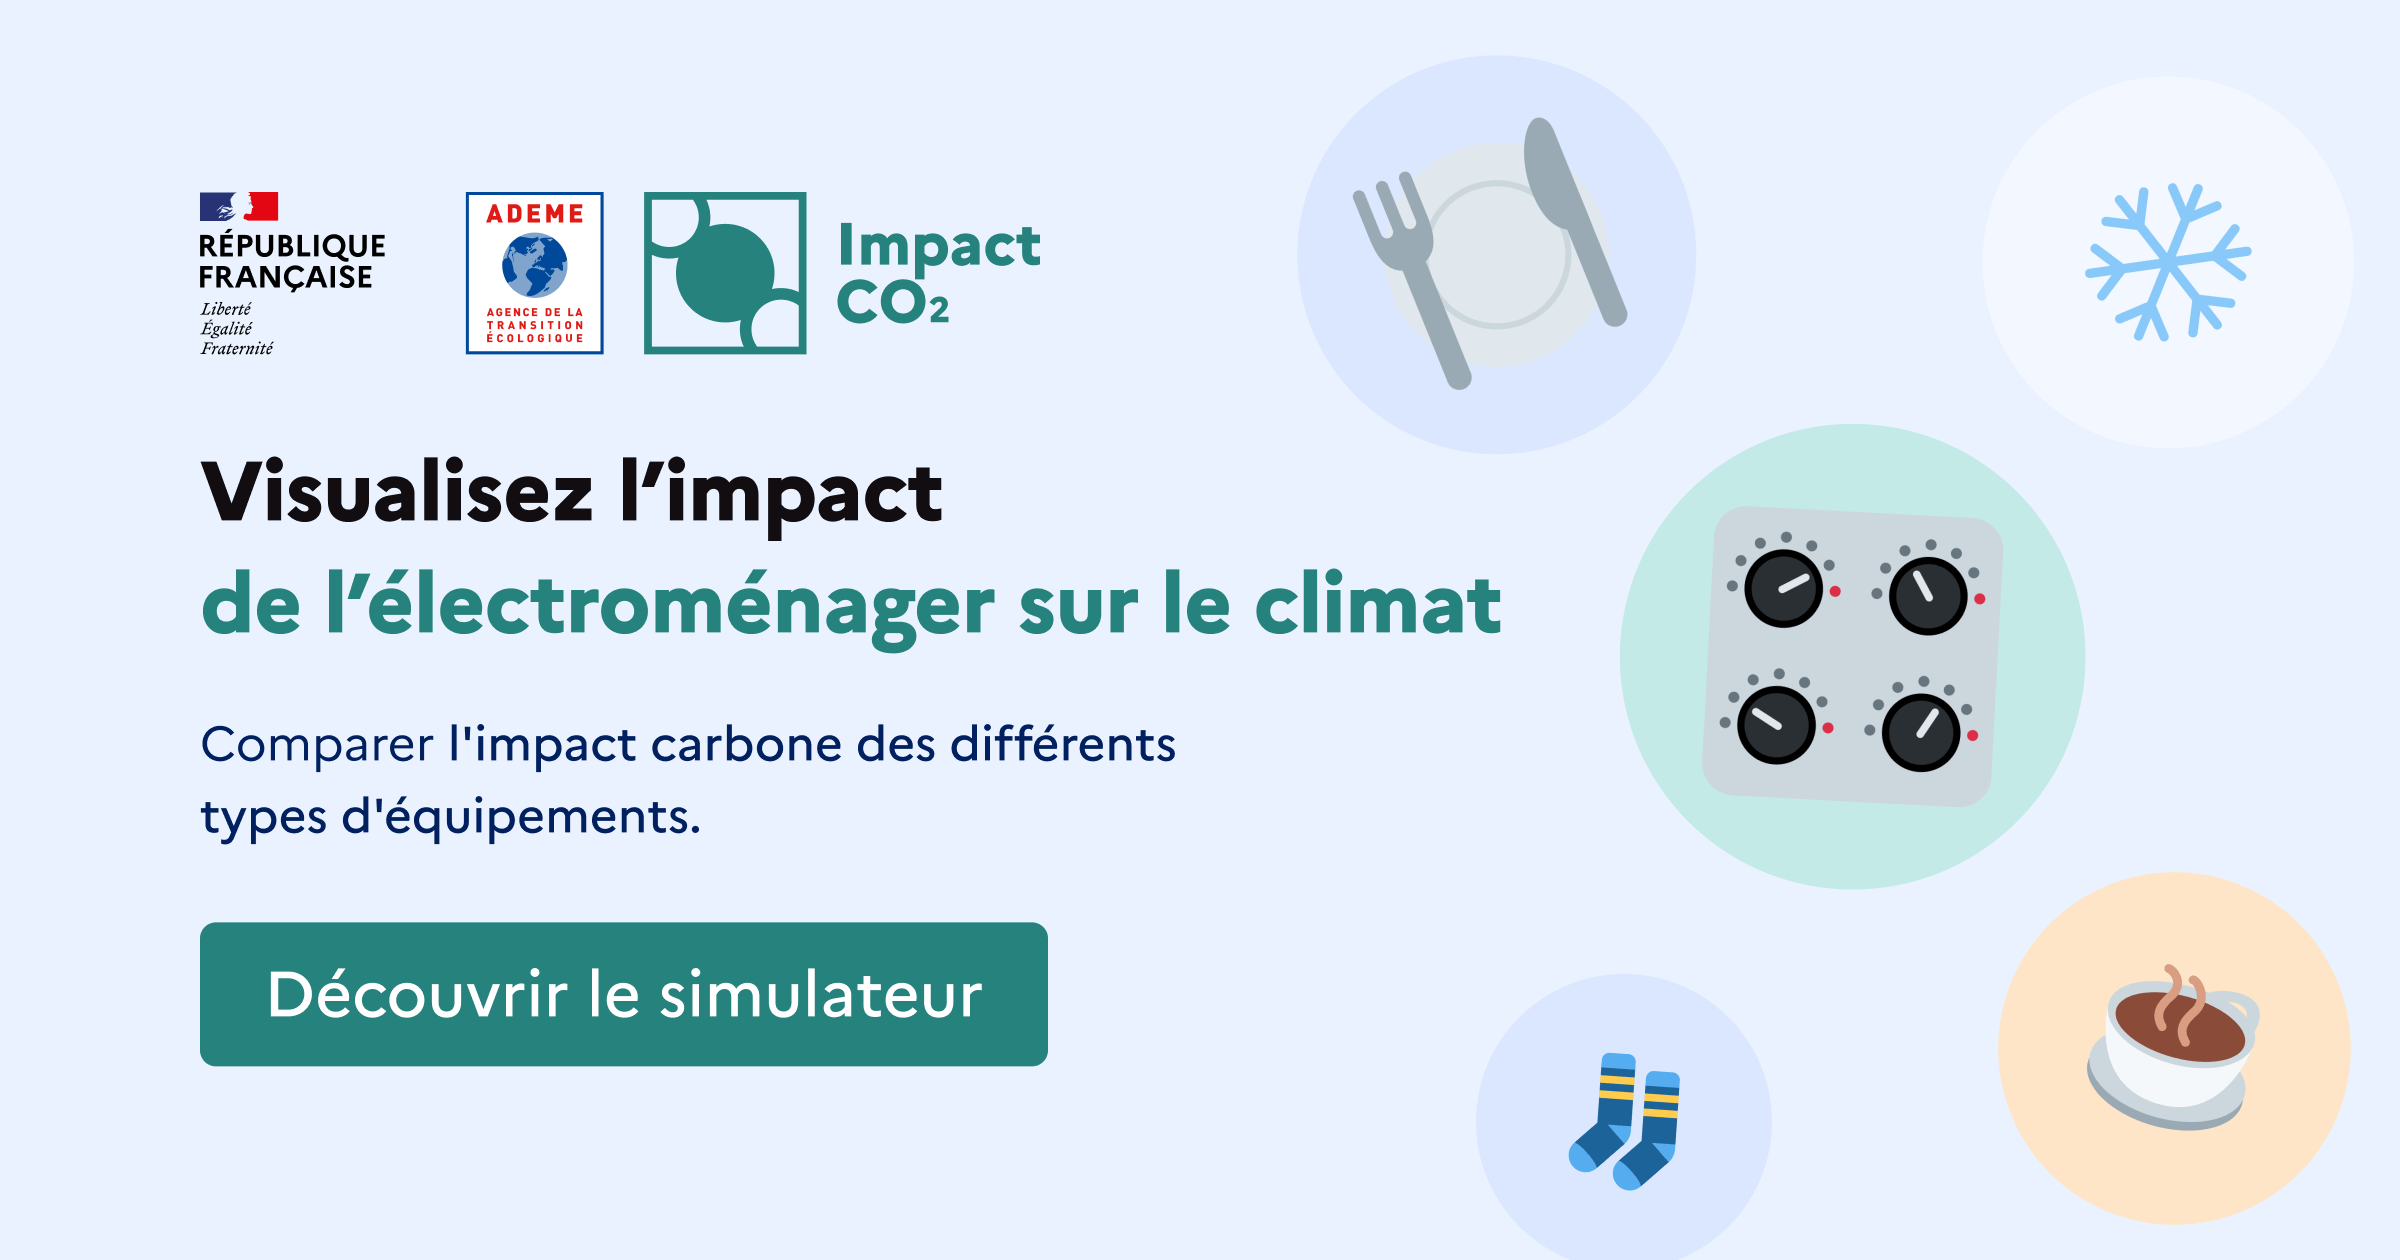 RÉPUBLIQUE
FRANÇAISE
Liberté
Égalité
Fraternité
ADEME
AGENCE DE LA
TRANSITION
ÉCOLOGIQUE
Impact
CO₂
Visualisez l’impact
de l’électroménager sur le climat
Comparer l'impact carbone des différents
types d'équipements.
Découvrir le simulateur